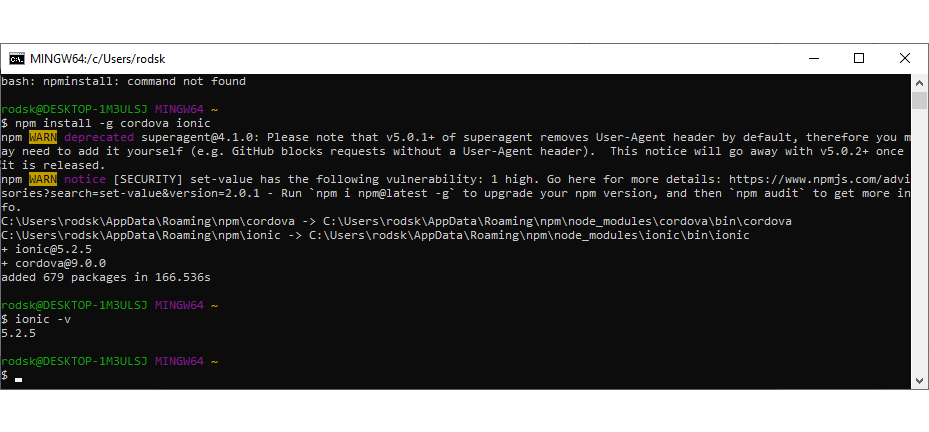 MINGW64:/c/Users/rodsk
bash: npminstall: command not found
rodsk@DESKTOP-1M3ULSJ MINGW64 ~
$ npm install -g cordova ionic
npm WARN deprecated superagent@4.1.0: Please note that v5.0.1+ of superagent removes User-Agent header by default, therefore you m
ay need to add it yourself (e.g. GitHub blocks requests without a User-Agent header).  This notice will go away with v5.0.2+ once
it is released.
npm WARN notice [SECURITY] set-value has the following vulnerability: 1 high. Go here for more details: https://www.npmjs.com/advi
sories?search=set-value&version=2.0.1 - Run `npm i npm@latest -g` to upgrade your npm version, and then `npm audit` to get more in
fo.
C:\Users\rodsk\AppData\Roaming\npm\cordova -> C:\Users\rodsk\AppData\Roaming\npm\node_modules\cordova\bin\cordova
C:\Users\rodsk\AppData\Roaming\npm\ionic -> C:\Users\rodsk\AppData\Roaming\npm\node_modules\ionic\bin\ionic
+ ionic@5.2.5
+ cordova@9.0.0
added 679 packages in 166.536s
rodsk@DESKTOP-1M3ULSJ MINGW64 ~
$ ionic -v
5.2.5
rodsk@DESKTOP-1M3ULSJ MINGW64 ~
$